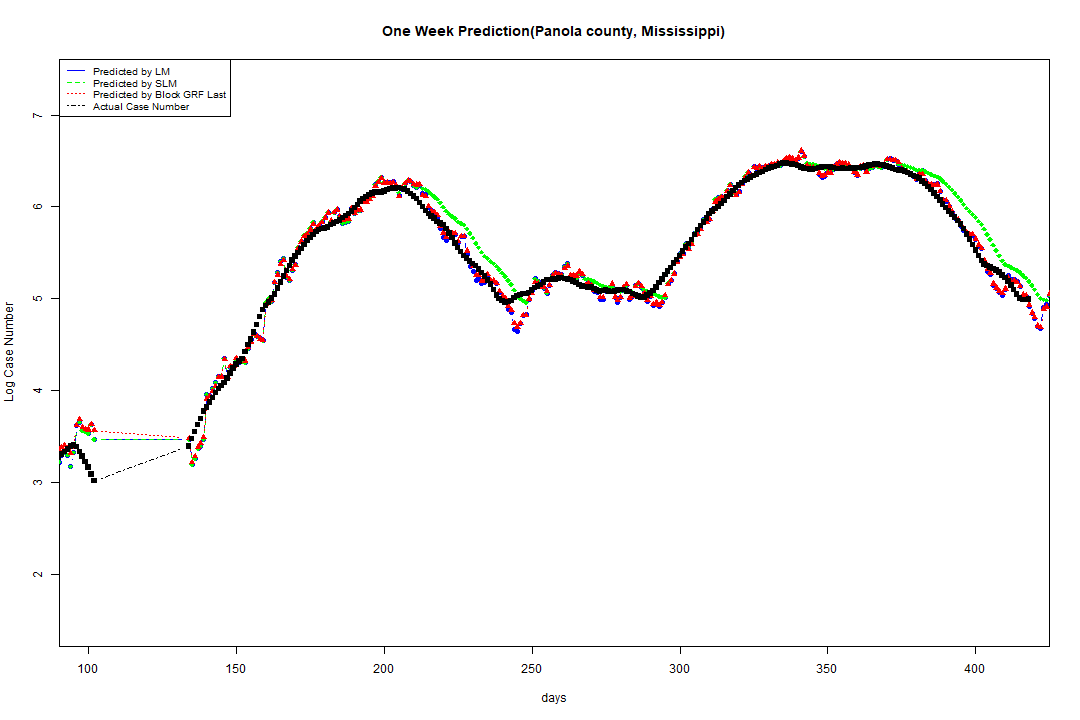 One Week Prediction(Panola county, Mississippi)
Predicted by LM
Predicted by SLM
Predicted by Block GRF Last
Actual Case Number
Log Case Number
7
6
5
4
3
2
100 150 200 250 300 350 400
days